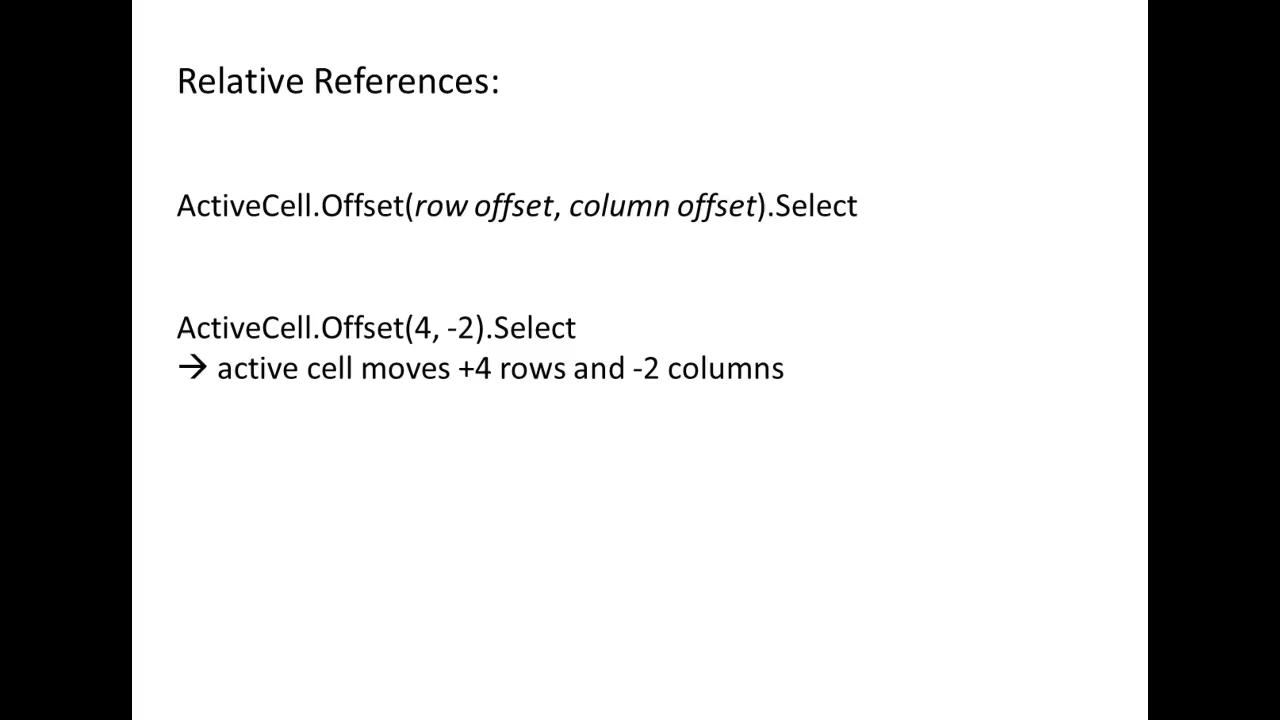 Relative References:
ActiveCell.Offset(row offset, column offset).Select
ActiveCell.Offset(4, -2).Select
→ active cell moves +4 rows and -2 columns